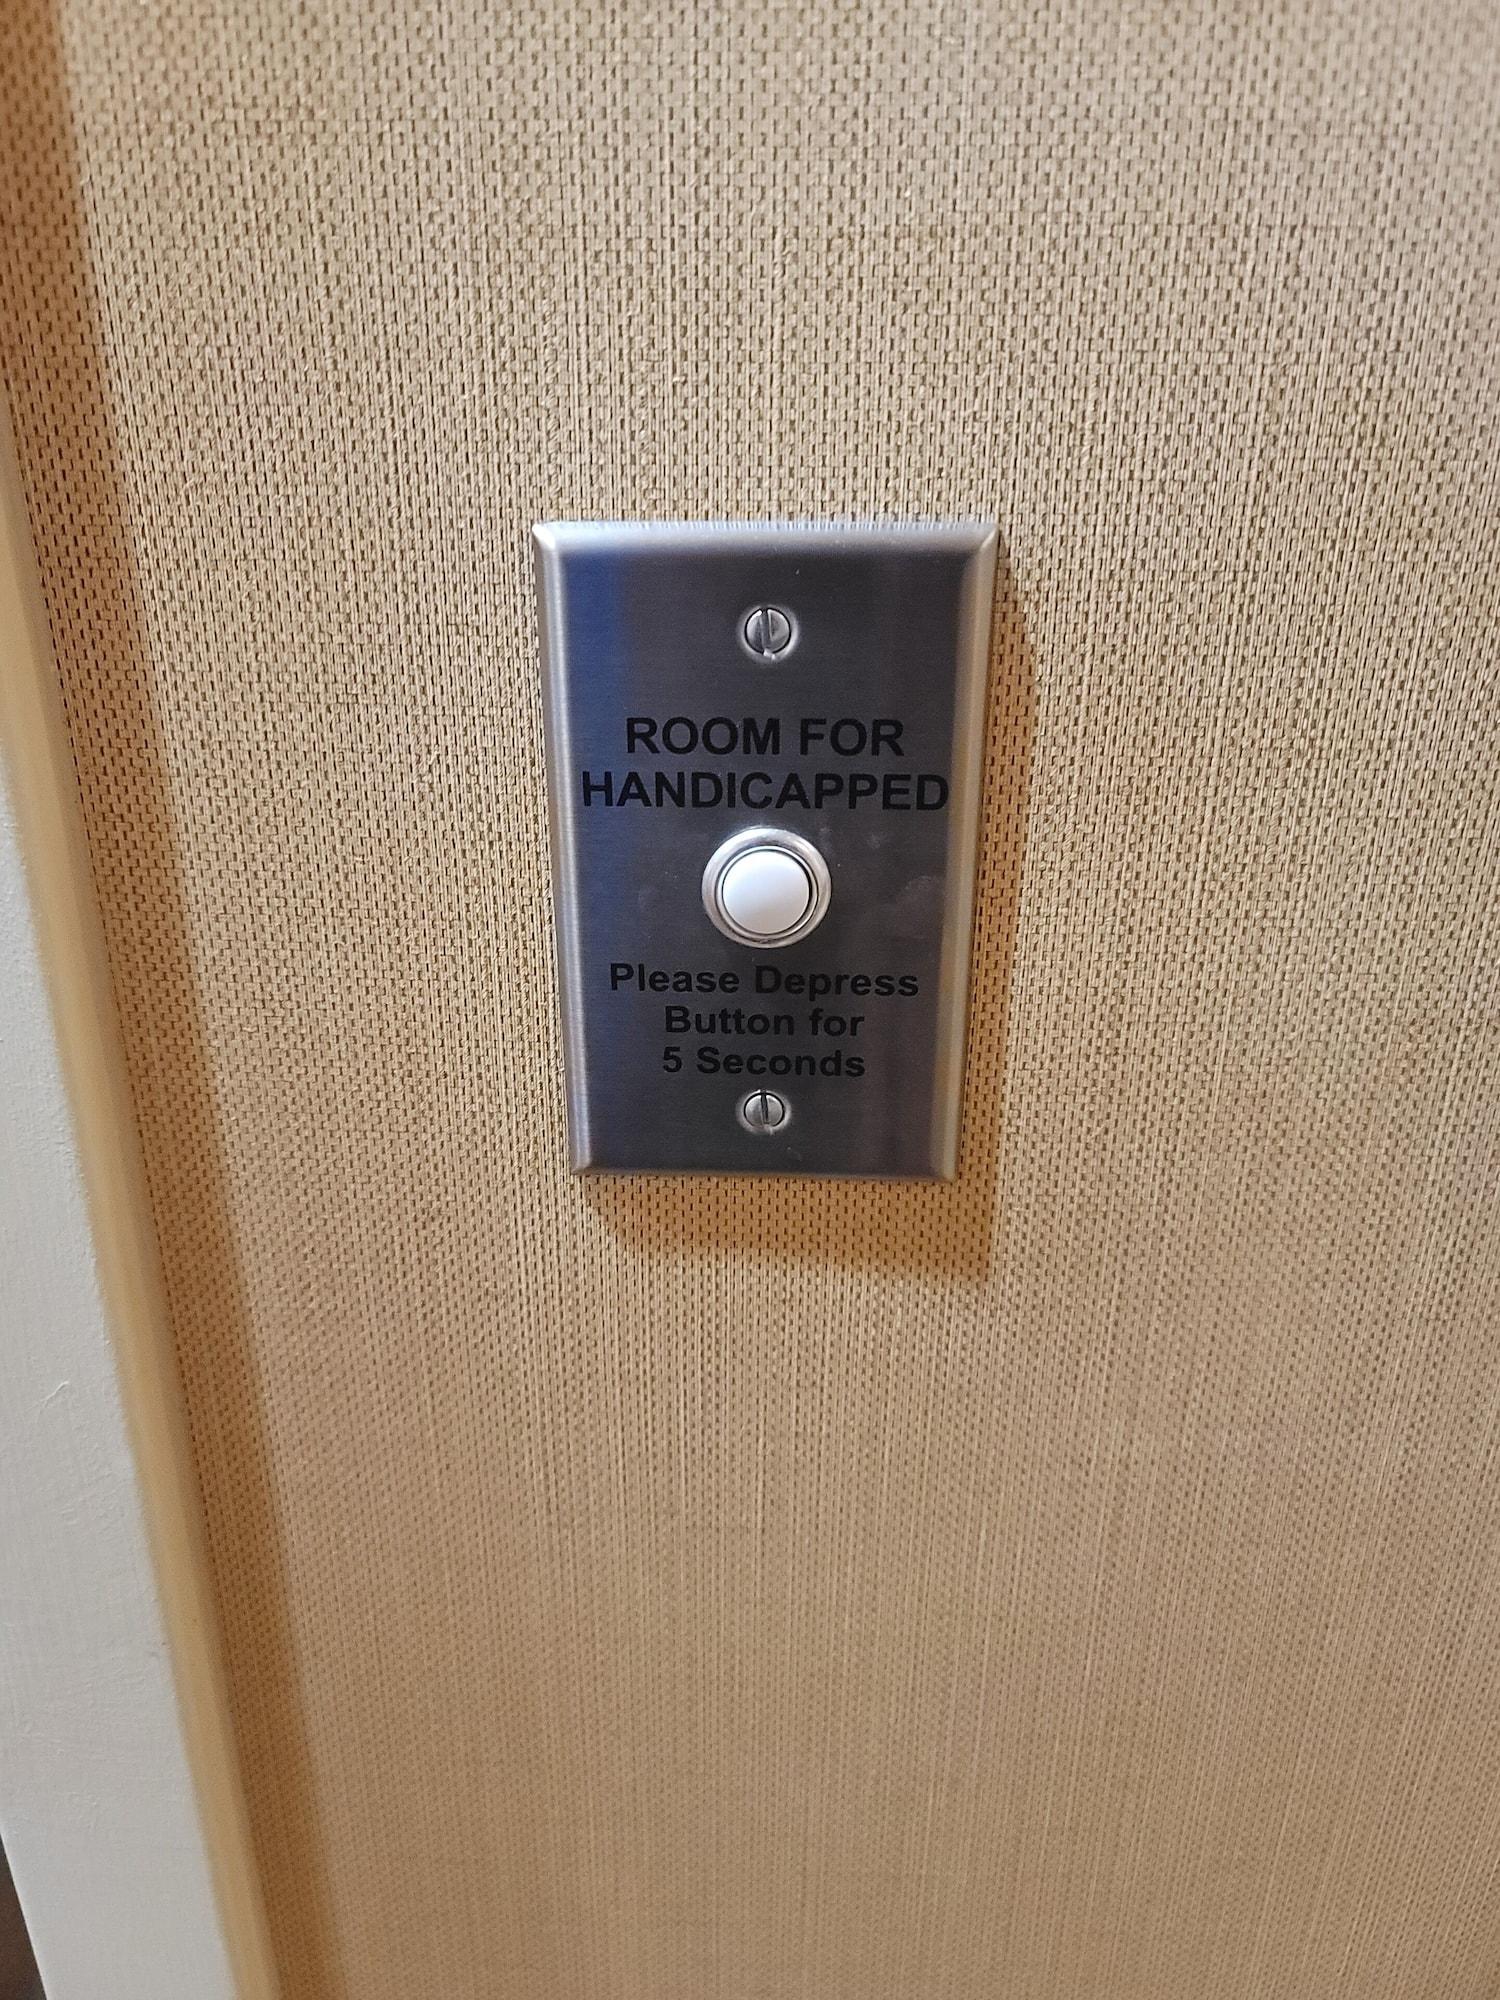 ROOM FOR
HANDICAPPED
Please Depress
Button for
5 Seconds